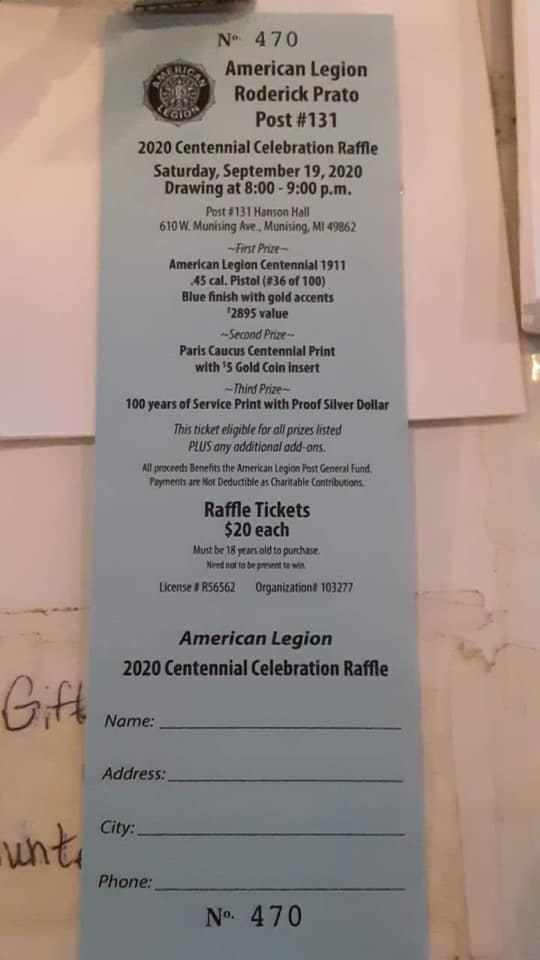 Nº. 470
AMERICAN
LEGION
American Legion
Roderick Prato
Post #131
2020 Centennial Celebration Raffle
Saturday, September 19, 2020
Drawing at 8:00 - 9:00 p.m.
Post #131 Hanson Hall
610 W. Munising Ave., Munising, MI 49862
~First Prize~
American Legion Centennial 1911
.45 cal. Pistol (#36 of 100)
Blue finish with gold accents
$2895 value
~Second Prize~
Paris Caucus Centennial Print
with $5 Gold Coin insert
~Third Prize~
100 years of Service Print with Proof Silver Dollar
This ticket eligible for all prizes listed
PLUS any additional add-ons.
All proceeds Benefits the American Legion Post General Fund.
Payments are Not Deductible as Charitable Contributions.
Raffle Tickets
$20 each
Must be 18 years old to purchase.
Need not to be present to win.
License # R56562 Organization# 103277
American Legion
2020 Centennial Celebration Raffle
Gift
Name:
Address:
City:
Phone:
Nº. 470